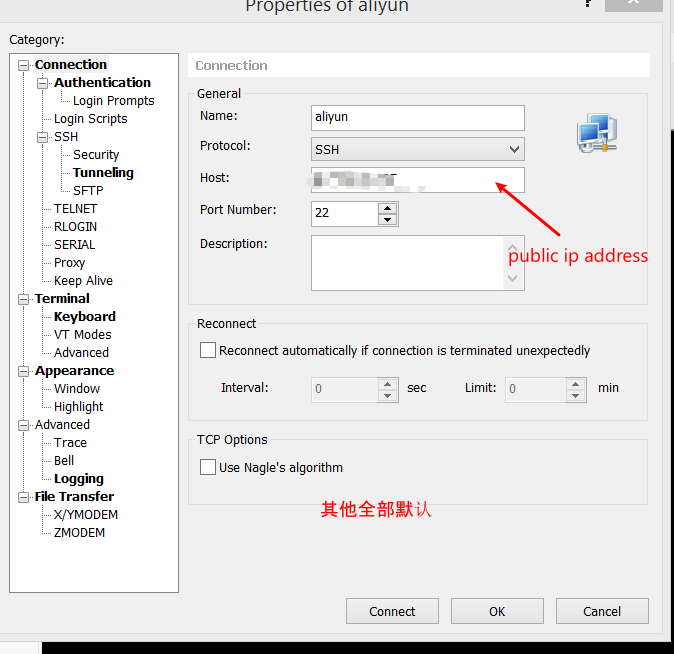 Properties of aliyun
?
Category:
Connection
Authentication
Login Prompts
Login Scripts
SSH
Security
Tunneling
SFTP
TELNET
RLOGIN
SERIAL
Proxy
Keep Alive
Terminal
Keyboard
VT Modes
Advanced
Appearance
Window
Highlight
Advanced
Trace
Bell
Logging
File Transfer
X/YMODEM
ZMODEM
Connection
General
Name:
aliyun
Protocol:
SSH
Host:
Port Number:
22
public ip address
Description:
Reconnect
Reconnect automatically if connection is terminated unexpectedly
Interval:
0
sec
Limit:
0
min
TCP Options
Use Nagle's algorithm
其他全部默认
Connect
OK
Cancel